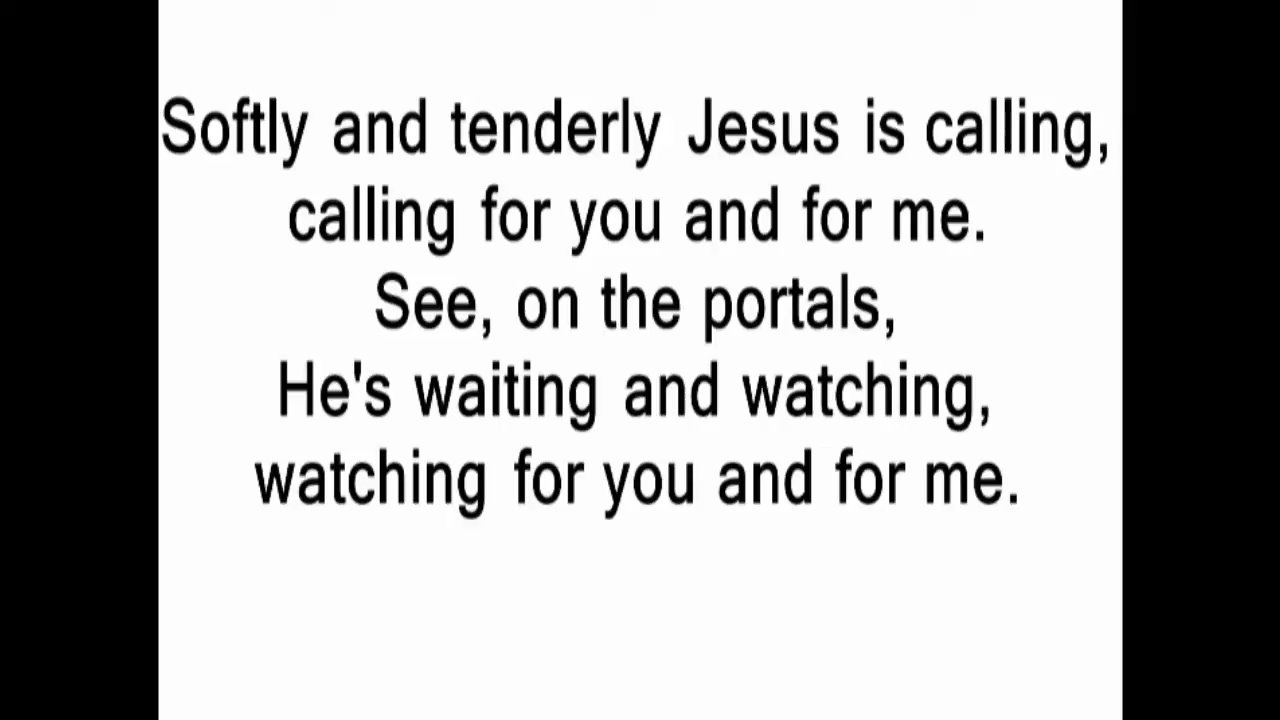 Softly and tenderly Jesus is calling,
calling for you and for me.
See, on the portals,
He's waiting and watching,
watching for you and for me.